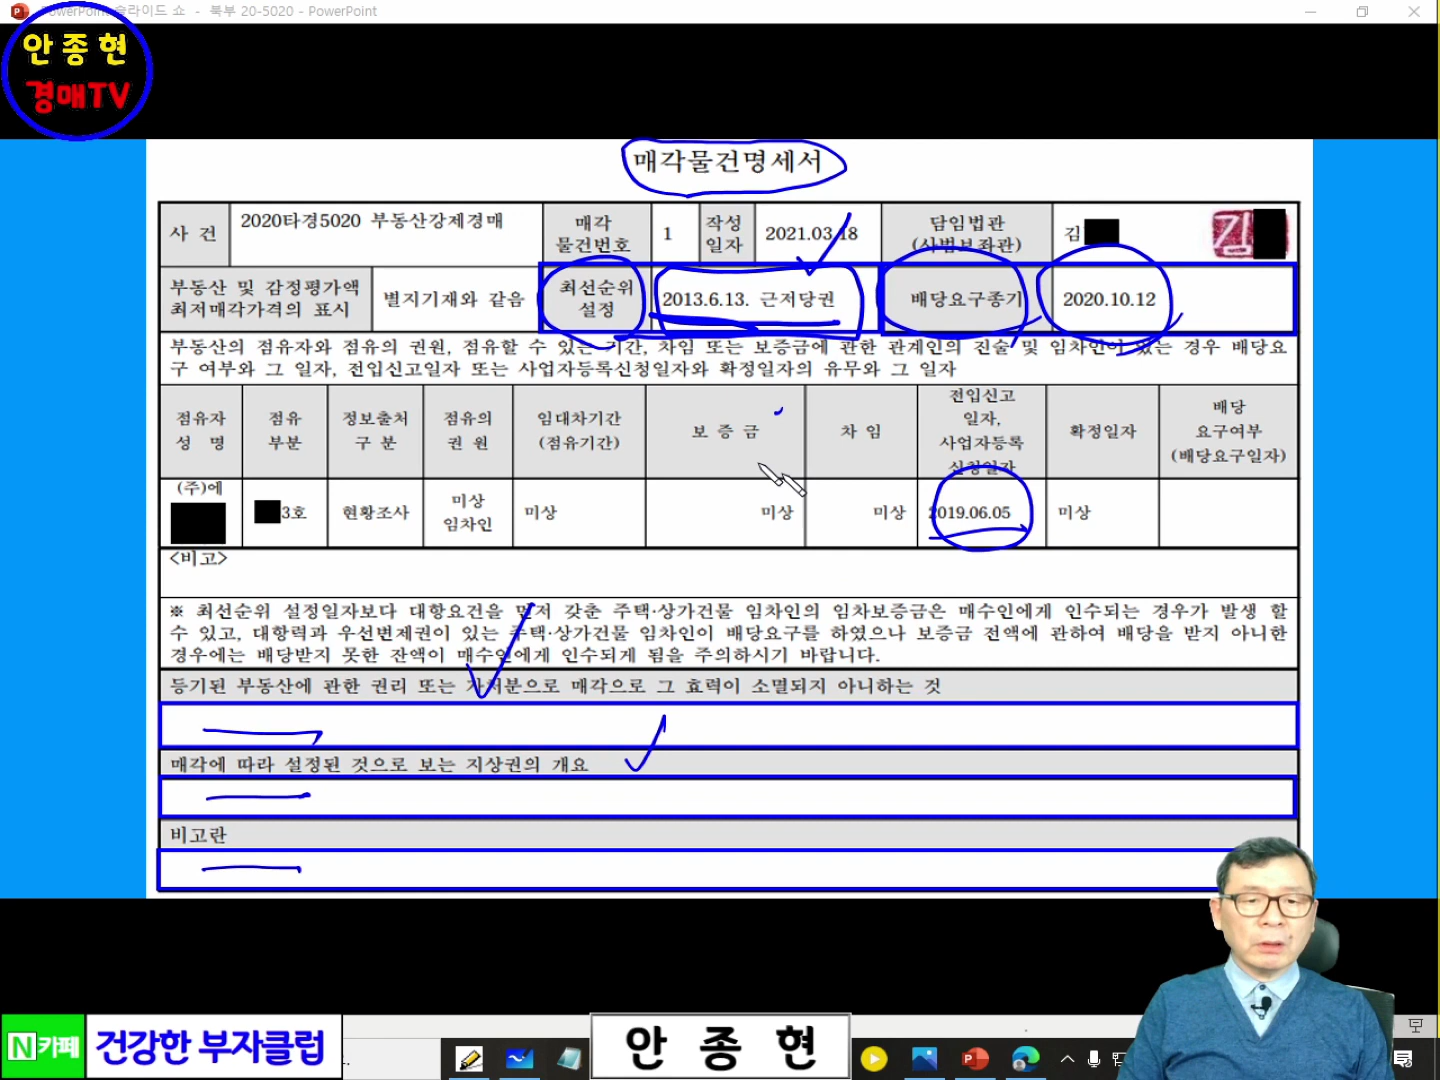 PowerPoint 슬라이드 쇼 - 북부 20-5020 - PowerPoint
안종현
경매TV
매각물건명세서
사 건
2020타경5020 부동산강제경매
매각
물건번호
1
작성
일자
2021.03.18
담임법관
(사법보좌관)
김
부동산 및 감정평가액
최저매각가격의 표시
별지기재와 같음
최선순위
설정
2013.6.13. 근저당권
배당요구종기
2020.10.12
부동산의 점유자와 점유의 권원, 점유할 수 있는 기간, 차임 또는 보증금에 관한 관계인의 진술 및 임차인이 있는 경우 배당요
구 여부와 그 일자, 전입신고일자 또는 사업자등록신청일자와 확정일자의 유무와 그 일자
점유자
성 명
점유
부분
정보출처
구 분
점유의
권 원
임대차기간
(점유기간)
보 증 금
차 임
전입신고
일자,
사업자등록
신청일자
확정일자
배당
요구여부
(배당요구일자)
(주)에
3호
현황조사
미상
임차인
미상
미상
미상
2019.06.05
미상
<비고>
※ 최선순위 설정일자보다 대항요건을 먼저 갖춘 주택·상가건물 임차인의 임차보증금은 매수인에게 인수되는 경우가 발생 할
수 있고, 대항력과 우선변제권이 있는 주택·상가건물 임차인이 배당요구를 하였으나 보증금 전액에 관하여 배당을 받지 아니한
경우에는 배당받지 못한 잔액이 매수인에게 인수되게 됨을 주의하시기 바랍니다.
등기된 부동산에 관한 권리 또는 가처분으로 매각으로 그 효력이 소멸되지 아니하는 것
매각에 따라 설정된 것으로 보는 지상권의 개요
비고란
N카페
건강한 부자클럽
안 종 현